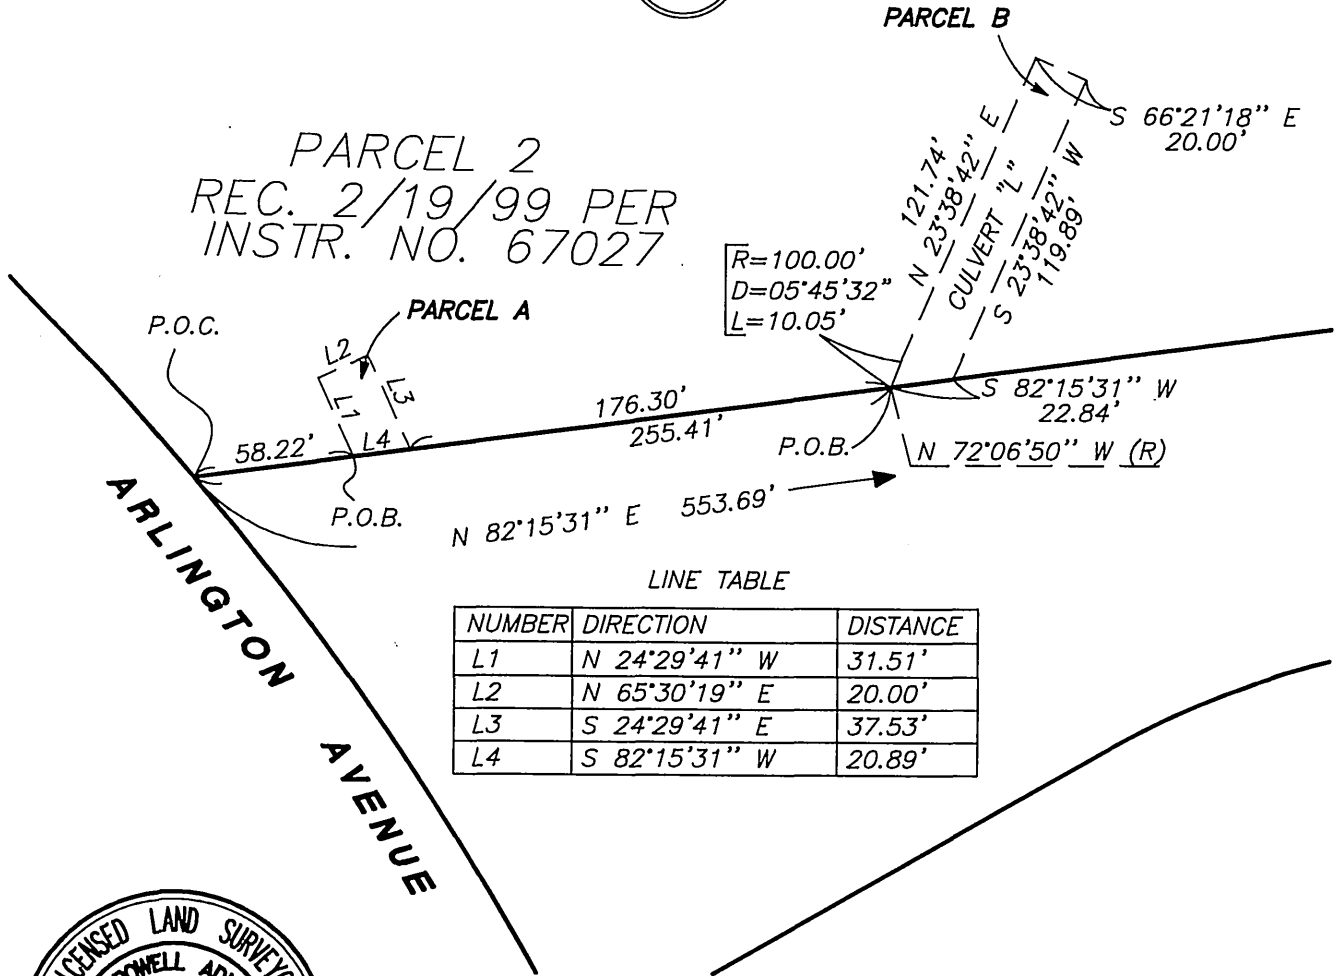 PARCEL B
S 66°21'18" E
20.00'
PARCEL 2
REC. 2/19/99 PER
INSTR. NO. 67027
121.74'
N 23°38'42" E
CULVERT "L"
S 23°38'42" W
119.89'
R=100.00'
D=05°45'32"
L=10.05'
P.O.C.
PARCEL A
L2
L1
L3
L4
58.22'
176.30'
255.41'
S 82°15'31" W
22.84'
P.O.B.
N 72°06'50" W (R)
P.O.B.
N 82°15'31" E 553.69'
ARLINGTON AVENUE
LINE TABLE
NUMBER DIRECTION DISTANCE
L1 N 24°29'41" W 31.51'
L2 N 65°30'19" E 20.00'
L3 S 24°29'41" E 37.53'
L4 S 82°15'31" W 20.89'
LAND